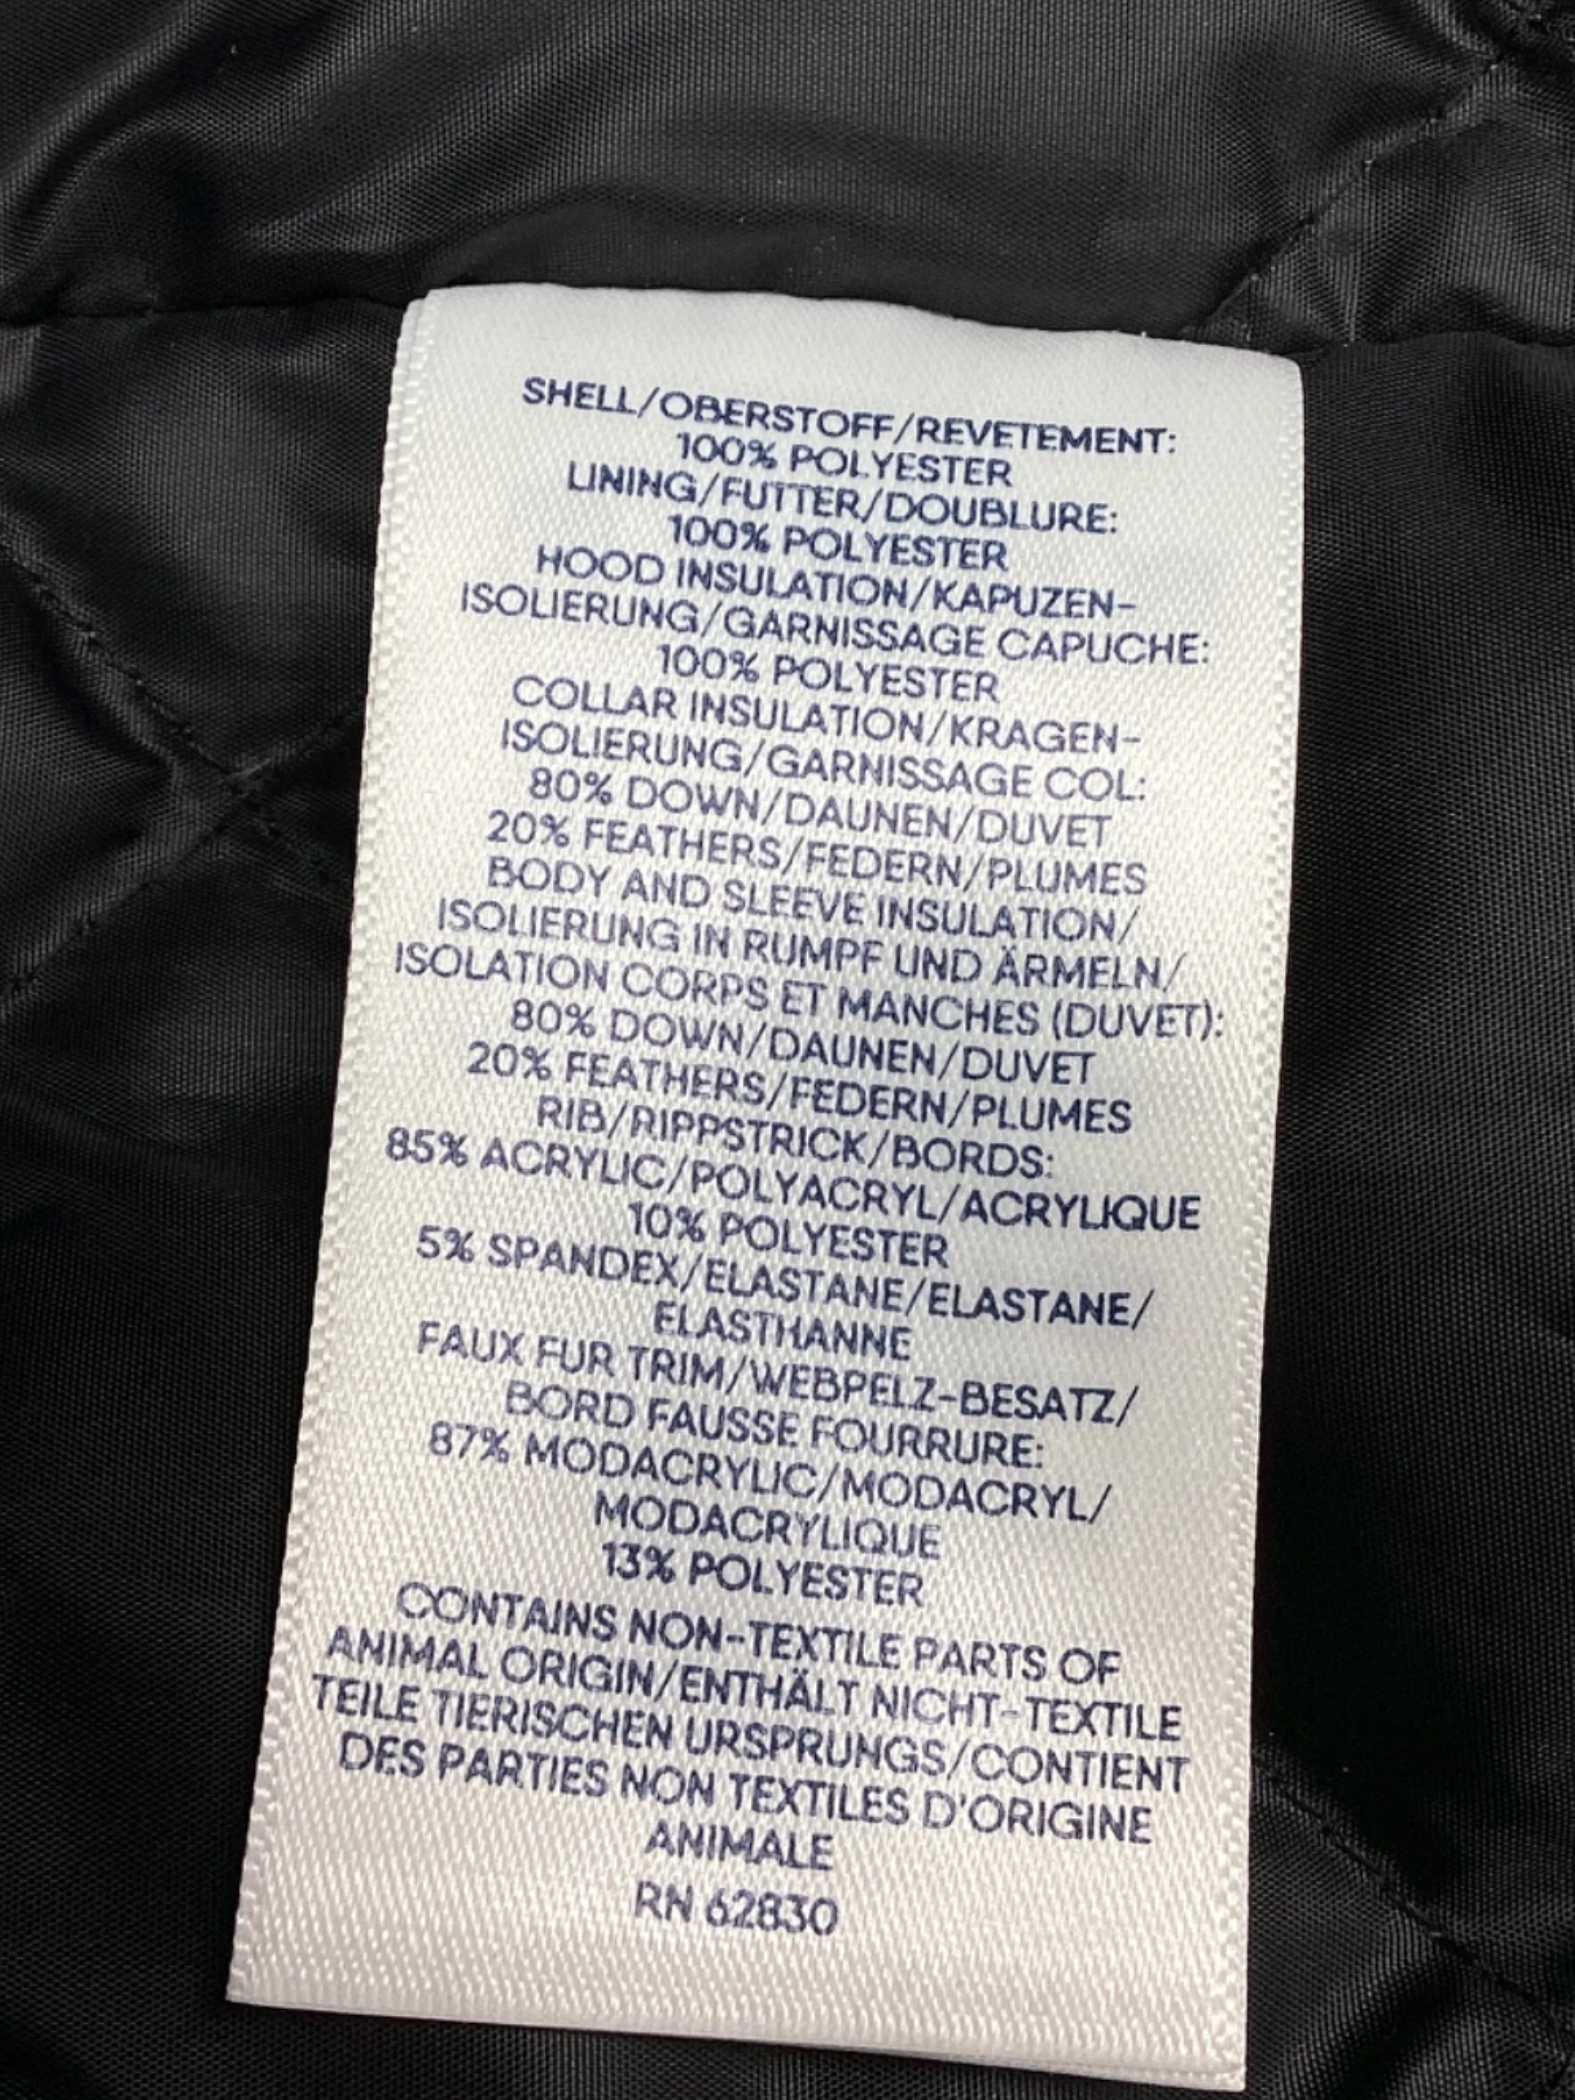 SHELL/OBERSTOFF/REVETEMENT:
100% POLYESTER
LINING/FUTTER/DOUBLURE:
100% POLYESTER
HOOD INSULATION/KAPUZEN-
ISOLIERUNG/GARNISSAGE CAPUCHE:
100% POLYESTER
COLLAR INSULATION/KRAGEN-
ISOLIERUNG/GARNISSAGE COL:
80% DOWN/DAUNEN/DUVET
20% FEATHERS/FEDERN/PLUMES
BODY AND SLEEVE INSULATION/
ISOLIERUNG IN RUMPF UND ÄRMELN/
ISOLATION CORPS ET MANCHES (DUVET):
80% DOWN/DAUNEN/DUVET
20% FEATHERS/FEDERN/PLUMES
RIB/RIPPSTRICK/BORDS:
85% ACRYLIC/POLYACRYL/ACRYLIQUE
10% POLYESTER
5% SPANDEX/ELASTANE/ELASTANE/
ELASTHANNE
FAUX FUR TRIM/WEBPELZ-BESATZ/
BORD FAUSSE FOURRURE:
87% MODACRYLIC/MODACRYL/
MODACRYLIQUE
13% POLYESTER
CONTAINS NON-TEXTILE PARTS OF
ANIMAL ORIGIN/ENTHÄLT NICHT-TEXTILE
TEILE TIERISCHEN URSPRUNGS/CONTIENT
DES PARTIES NON TEXTILES D'ORIGINE
ANIMALE
RN 62830